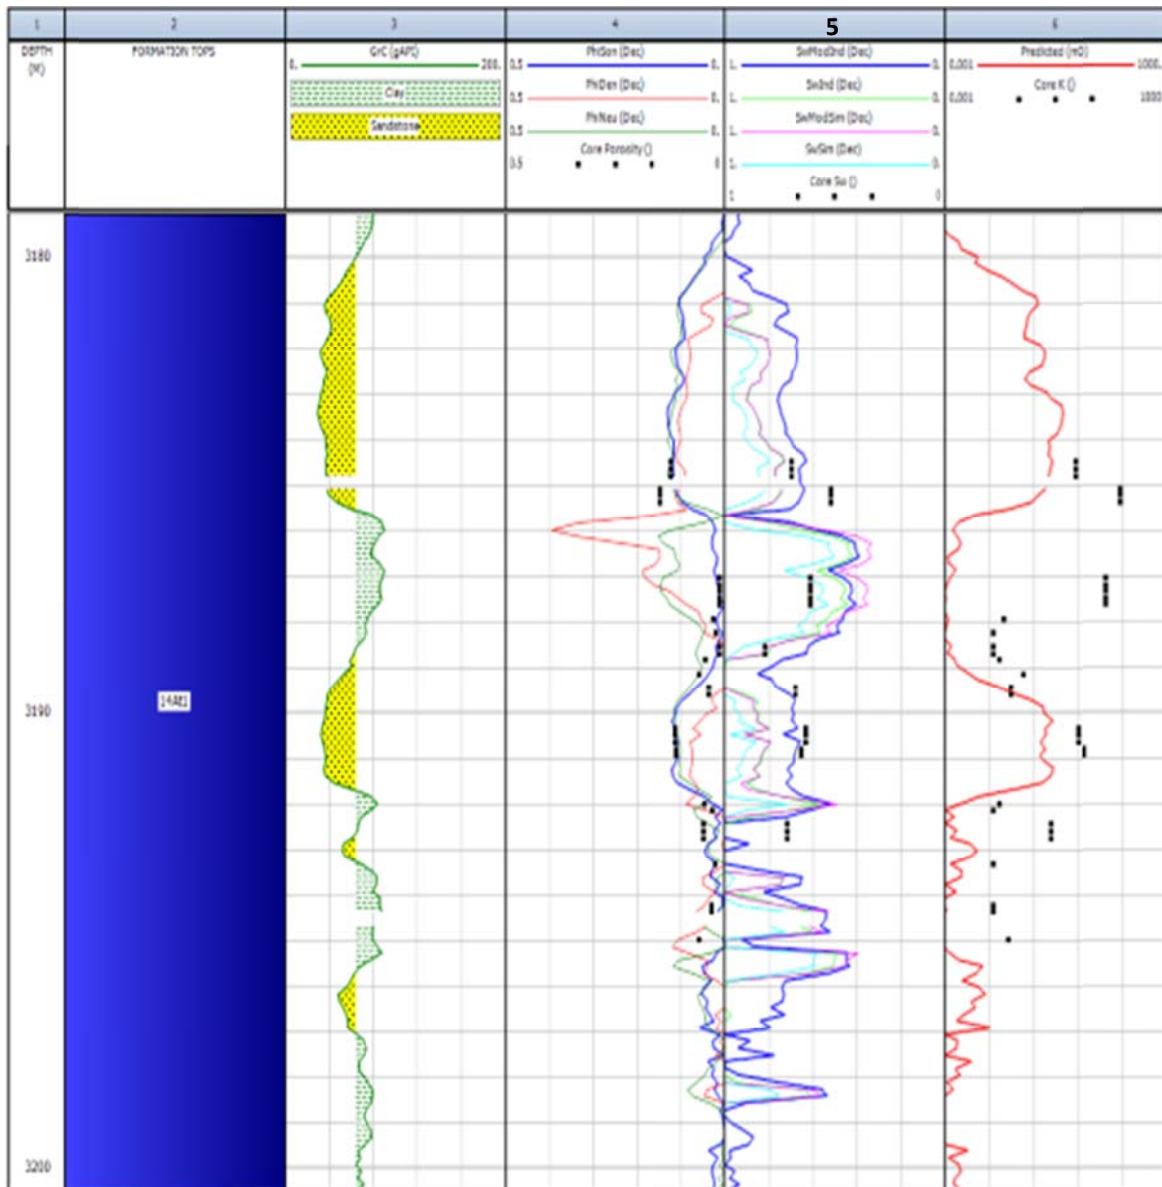 1 2 3 4 5 6
DEPTH (M)
FORMATION TOPS
GrC (gAPI)
0. 200.
Clay
Sandstone
PhiSon (Dec)
0.5 0.
PhiDen (Dec)
0.5 0.
PhiNeu (Dec)
0.5 0.
Core Porosity ()
0.5 0
SwModInd (Dec)
1. 0.
SwInd (Dec)
1. 0.
SwModSim (Dec)
1. 0.
SwSim (Dec)
1. 0.
Core Sw ()
1 0
Predicted (mD)
0.001 1000.
Core K ()
0.001 1000
3180
14At1
3190
3200